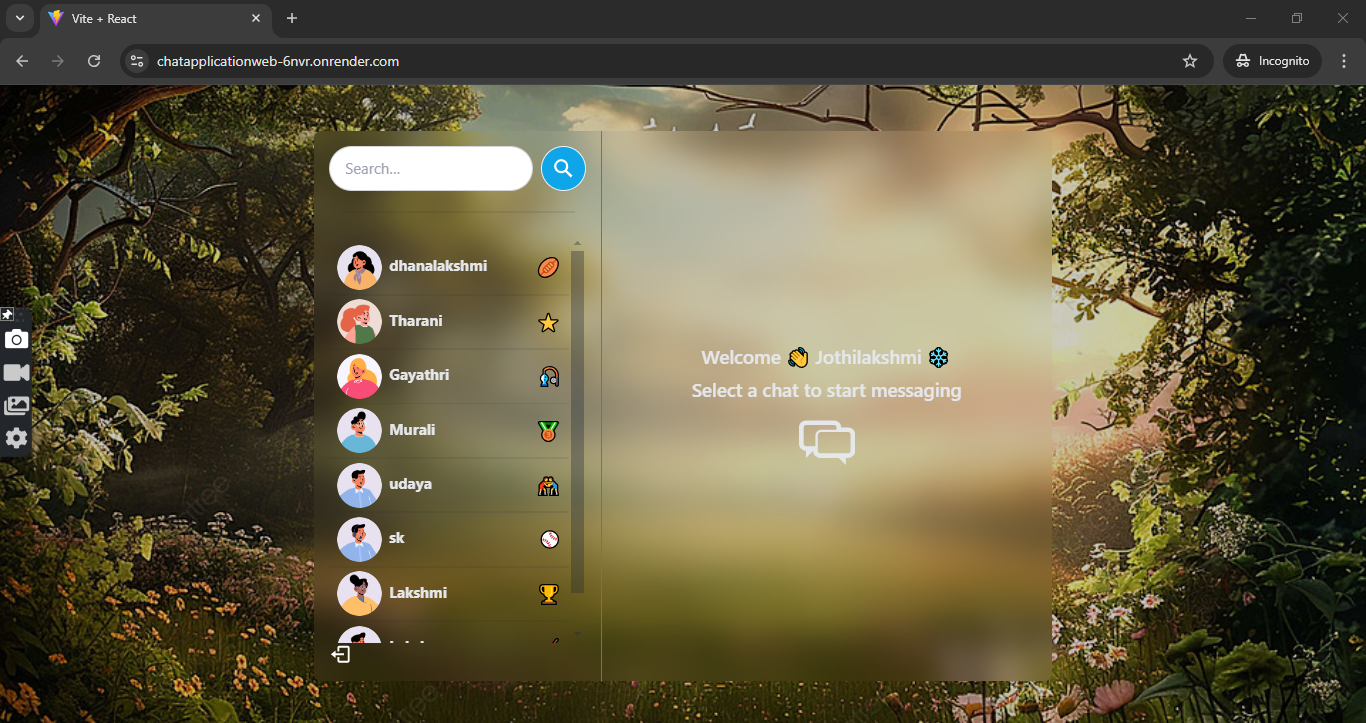 Vite + React
chatapplicationweb-6nvr.onrender.com
Incognito
Search...
dhanalakshmi
Tharani
Gayathri
Murali
udaya
sk
Lakshmi
Welcome 👋 Jothilakshmi ❄
Select a chat to start messaging